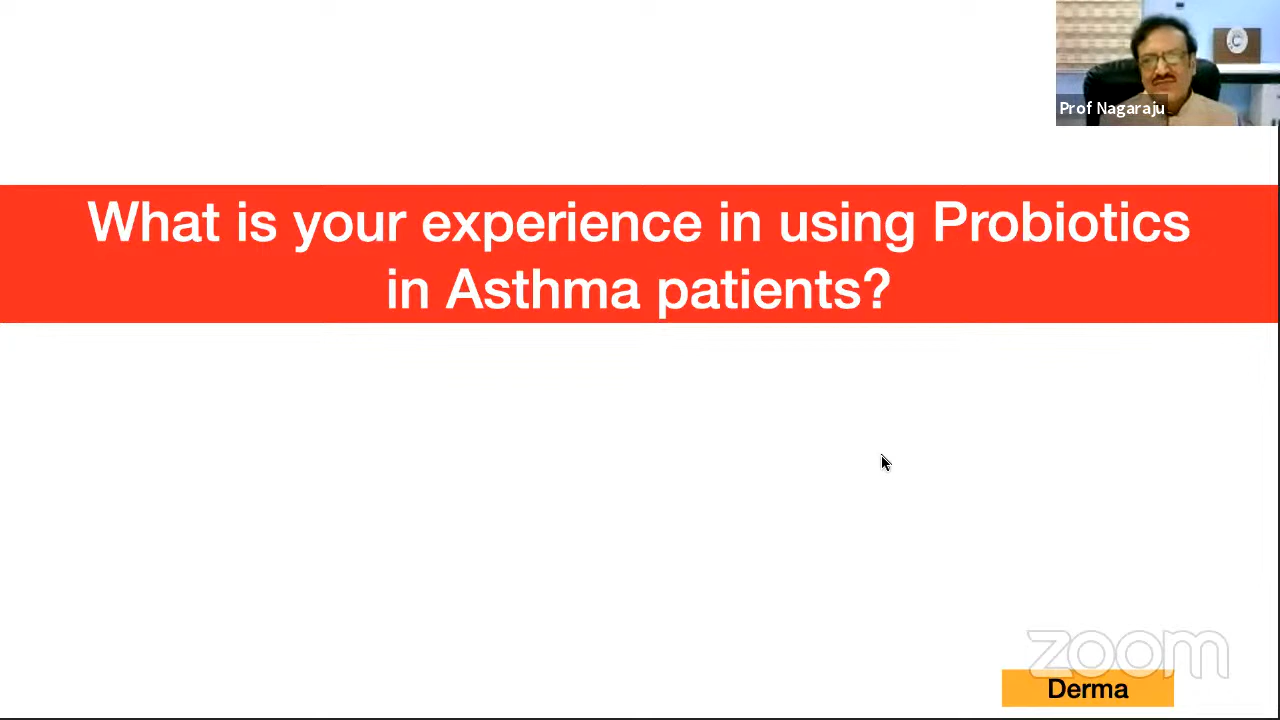 Prof Nagaraju
What is your experience in using Probiotics
in Asthma patients?
zoom
Derma